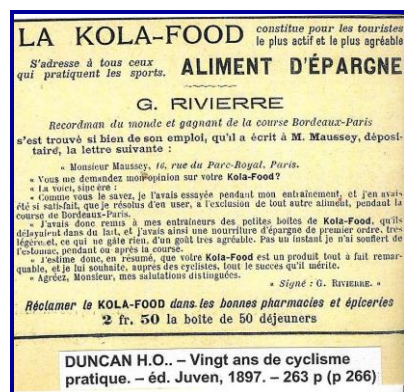 LA KOLA-FOOD constitue pour les touristes
le plus actif et le plus agréable
S'adresse à tous ceux
qui pratiquent les sports. ALIMENT D'ÉPARGNE
G. RIVIERRE
Recordman du monde et gagnant de la course Bordeaux-Paris
s'est trouvé si bien de son emploi, qu'il a écrit à M. Maussey, déposi-
taire, la lettre suivante :
« Monsieur Maussey, 16, rue du Parc-Royal, Paris.
« Vous me demandez mon opinion sur votre Kola-Food?
« La voici, sincère :
« Comme vous le savez, je l'avais essayée pendant mon entraînement, et j'en avais
été si satisfait, que je résolus d'en user, à l'exclusion de tout autre aliment, pendant la
course de Bordeaux-Paris.
« J'avais donc remis à mes entraîneurs des petites boîtes de Kola-Food, qu'ils
délayaient dans du lait, et j'avais ainsi une nourriture d'épargne de premier ordre, très
légère et, ce qui ne gâte rien, d'un goût très agréable. Pas un instant je n'ai souffert de
l'estomac, pendant ou après la course.
« J'estime donc, en résumé, que votre Kola-Food est un produit tout à fait remar-
quable, et je lui souhaite, auprès des cyclistes, tout le succès qu'il mérite.
« Agréez, Monsieur, mes salutations distinguées.
« Signé : G. RIVIERRE. »
Réclamer le KOLA-FOOD dans les bonnes pharmacies et épiceries
2 fr. 50 la boîte de 50 déjeuners
DUNCAN H.O.. – Vingt ans de cyclisme
pratique. – éd. Juven, 1897. – 263 p (p 266)